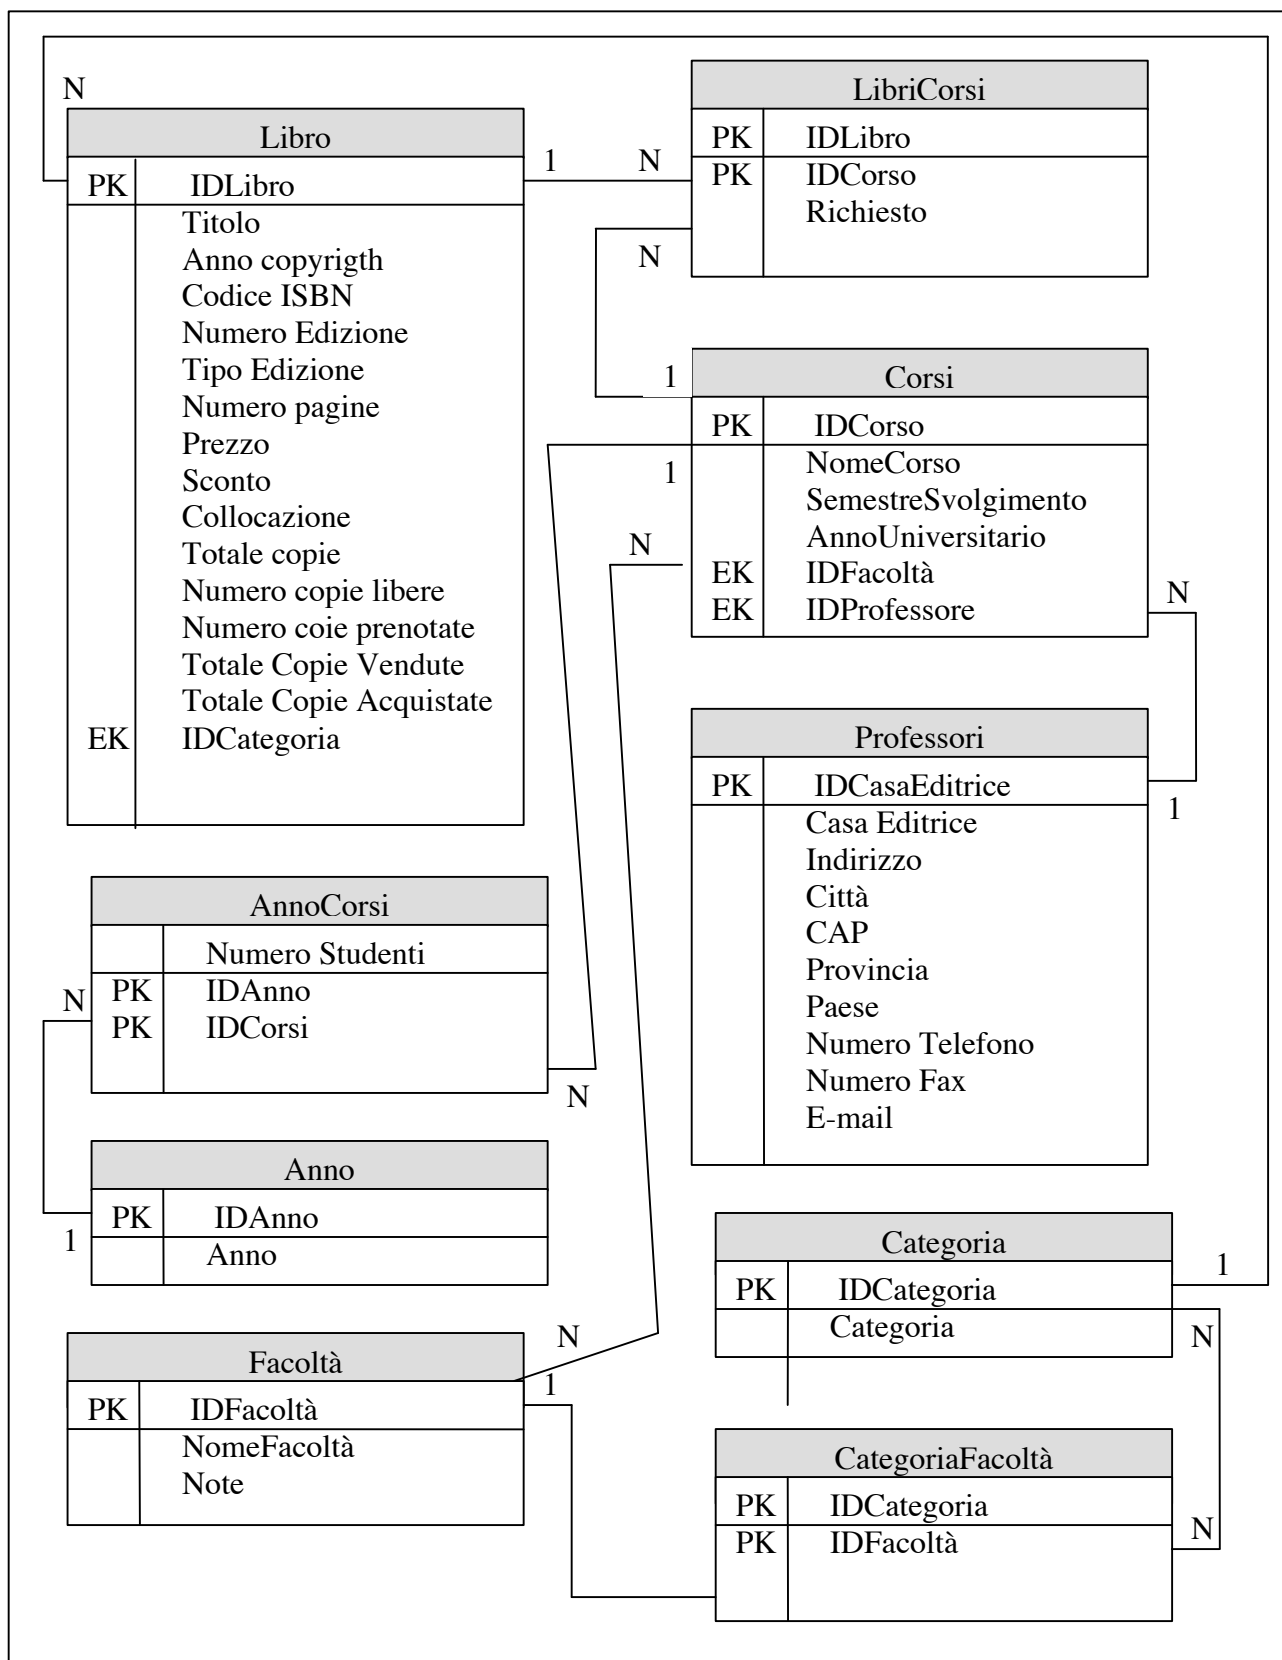 N
Libro
PK IDLibro
Titolo
Anno copyrigth
Codice ISBN
Numero Edizione
Tipo Edizione
Numero pagine
Prezzo
Sconto
Collocazione
Totale copie
Numero copie libere
Numero coie prenotate
Totale Copie Vendute
Totale Copie Acquistate
EK IDCategoria
1 N
LibriCorsi
PK IDLibro
PK IDCorso
Richiesto
N
1
Corsi
PK IDCorso
1
NomeCorso
SemestreSvolgimento
AnnoUniversitario
N
EK IDFacoltà
EK IDProfessore
N
Professori
PK IDCasaEditrice
1
Casa Editrice
Indirizzo
Città
CAP
Provincia
Paese
Numero Telefono
Numero Fax
E-mail
AnnoCorsi
Numero Studenti
N
PK IDAnno
PK IDCorsi
N
Anno
PK IDAnno
1
Anno
Categoria
1
PK IDCategoria
Categoria
N
Facoltà
N
1
PK IDFacoltà
NomeFacoltà
Note
CategoriaFacoltà
PK IDCategoria
PK IDFacoltà
N